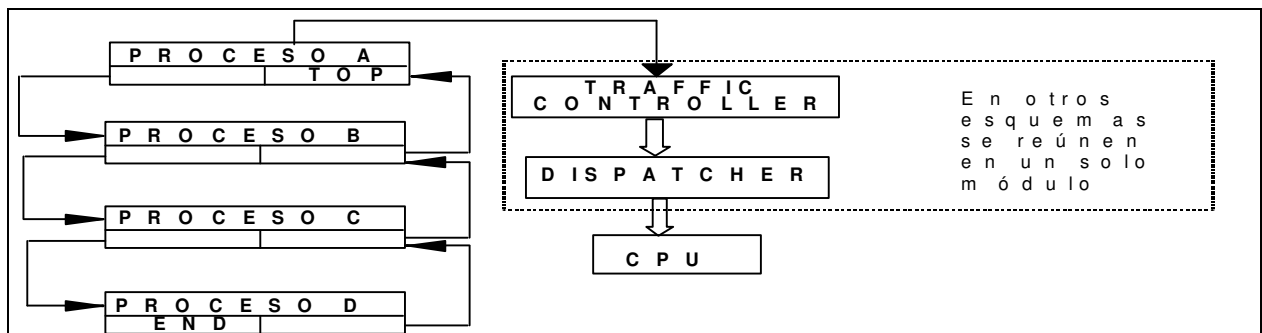 PROCESO A
TOP
PROCESO B
PROCESO C
PROCESO D
END
TRAFFIC
CONTROLLER
DISPATCHER
CPU
En otros
esquemas
se reúnen
en un solo
módulo